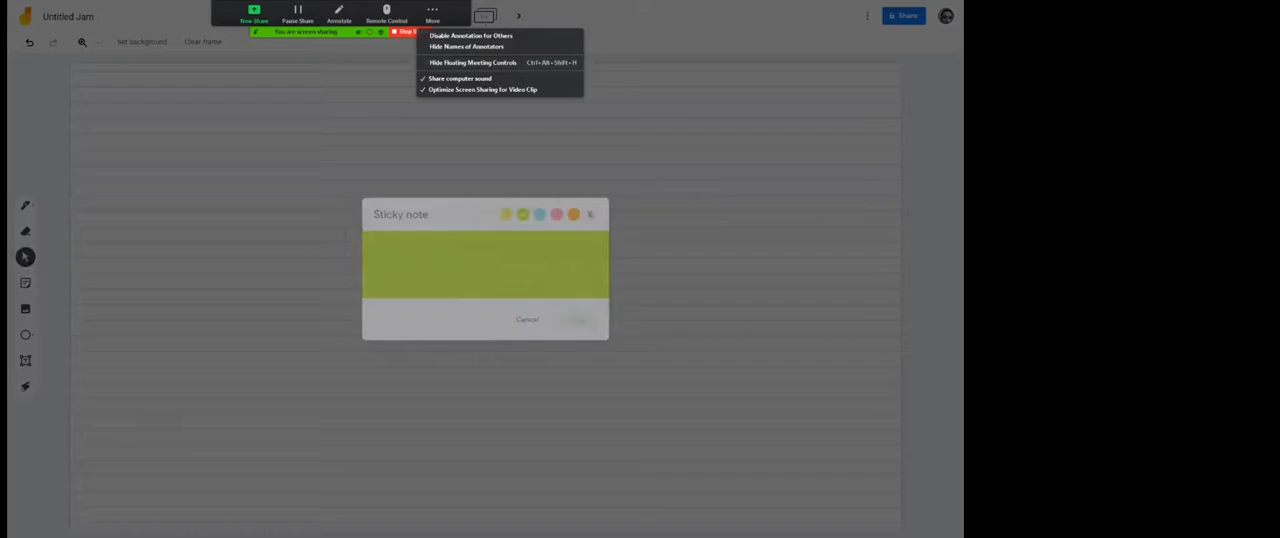 Untitled Jam
New Share
Pause Share
Annotate
Remote Control
More
Share
You are screen sharing
Stop S
Set background
Clear frame
Disable Annotation for Others
Hide Names of Annotators
Hide Floating Meeting Controls Ctrl+Alt+Shift+H
Share computer sound
Optimize Screen Sharing for Video Clip
Sticky note
Cancel